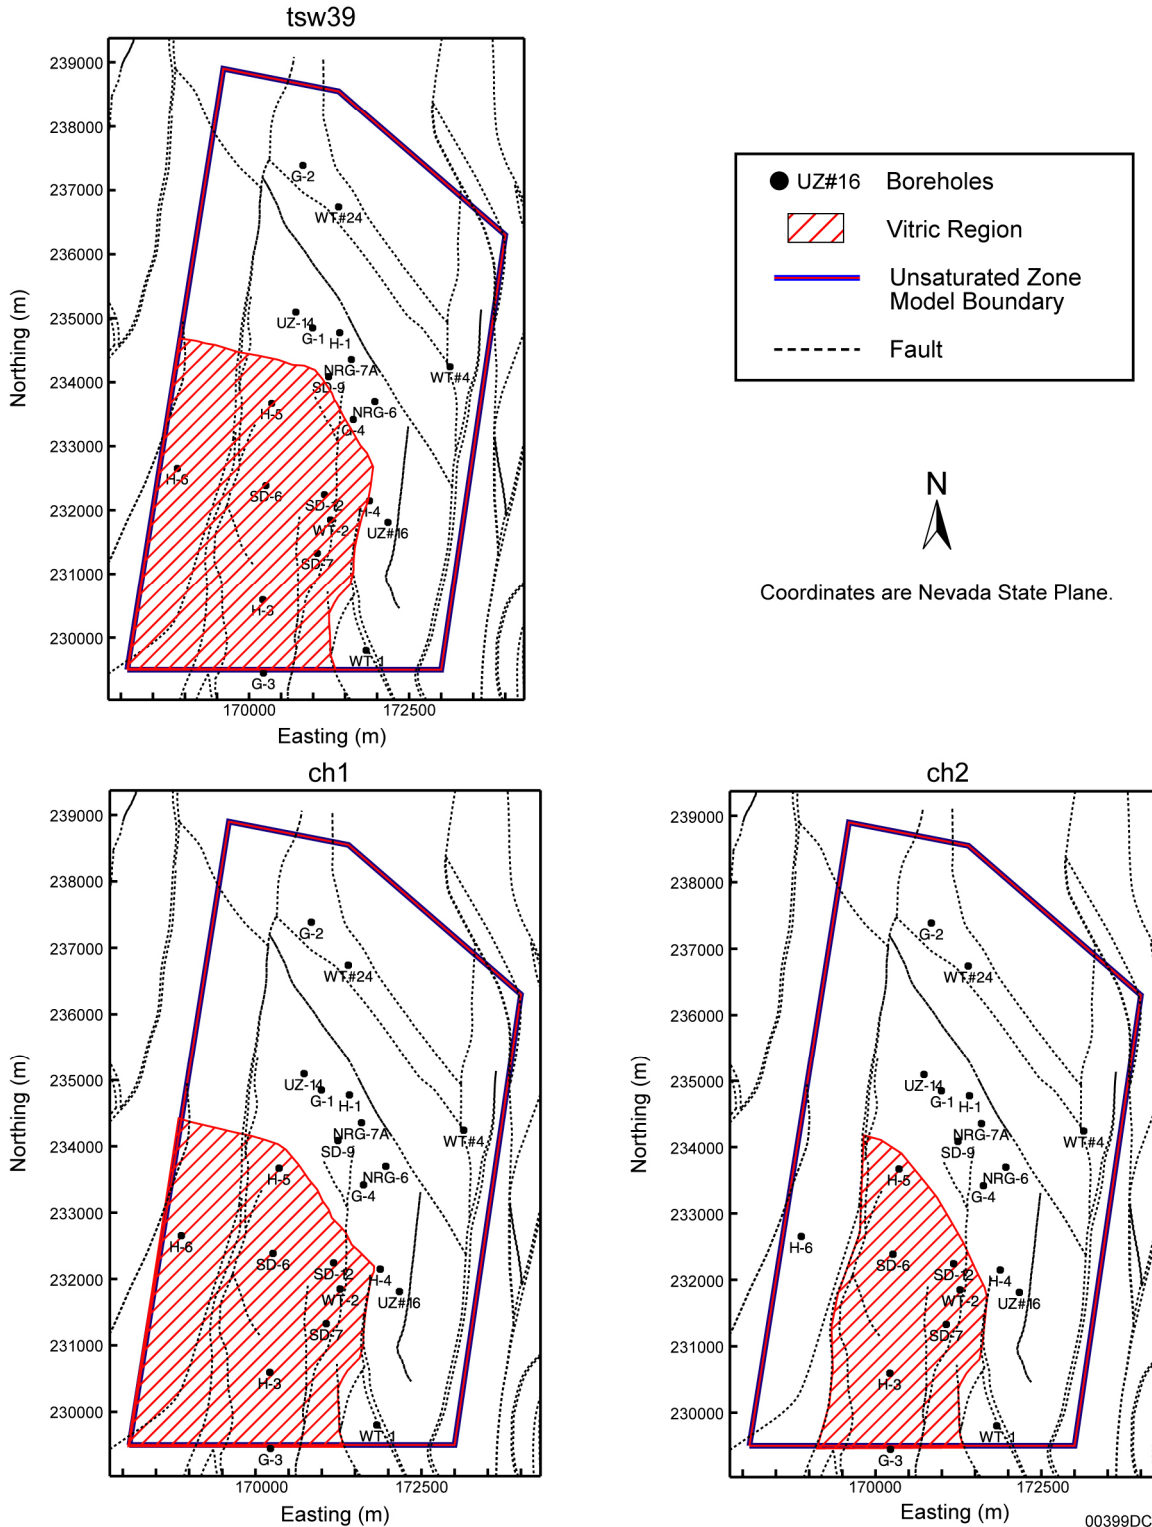 tsw39
239000
238000
237000
236000
235000
234000
233000
232000
231000
230000
Northing (m)
G-2
WT#24
UZ-14
G-1
H-1
NRG-7A
SD-9
WT#4
H-5
NRG-6
G-4
H-6
SD-6
SD-12
H-4
WT-2
UZ#16
SD-7
H-3
WT-1
G-3
170000
172500
Easting (m)
UZ#16 Boreholes
Vitric Region
Unsaturated Zone
Model Boundary
Fault
N
Coordinates are Nevada State Plane.
ch1
239000
238000
237000
236000
235000
234000
233000
232000
231000
230000
Northing (m)
G-2
WT#24
UZ-14
G-1
H-1
NRG-7A
SD-9
WT#4
H-5
NRG-6
G-4
H-6
SD-6
SD-12
H-4
WT-2
UZ#16
SD-7
H-3
WT-1
G-3
170000
172500
Easting (m)
ch2
239000
238000
237000
236000
235000
234000
233000
232000
231000
230000
Northing (m)
G-2
WT#24
UZ-14
G-1
H-1
NRG-7A
SD-9
WT#4
H-5
NRG-6
G-4
H-6
SD-6
SD-12
H-4
WT-2
UZ#16
SD-7
H-3
WT-1
G-3
170000
172500
Easting (m)
00399DC